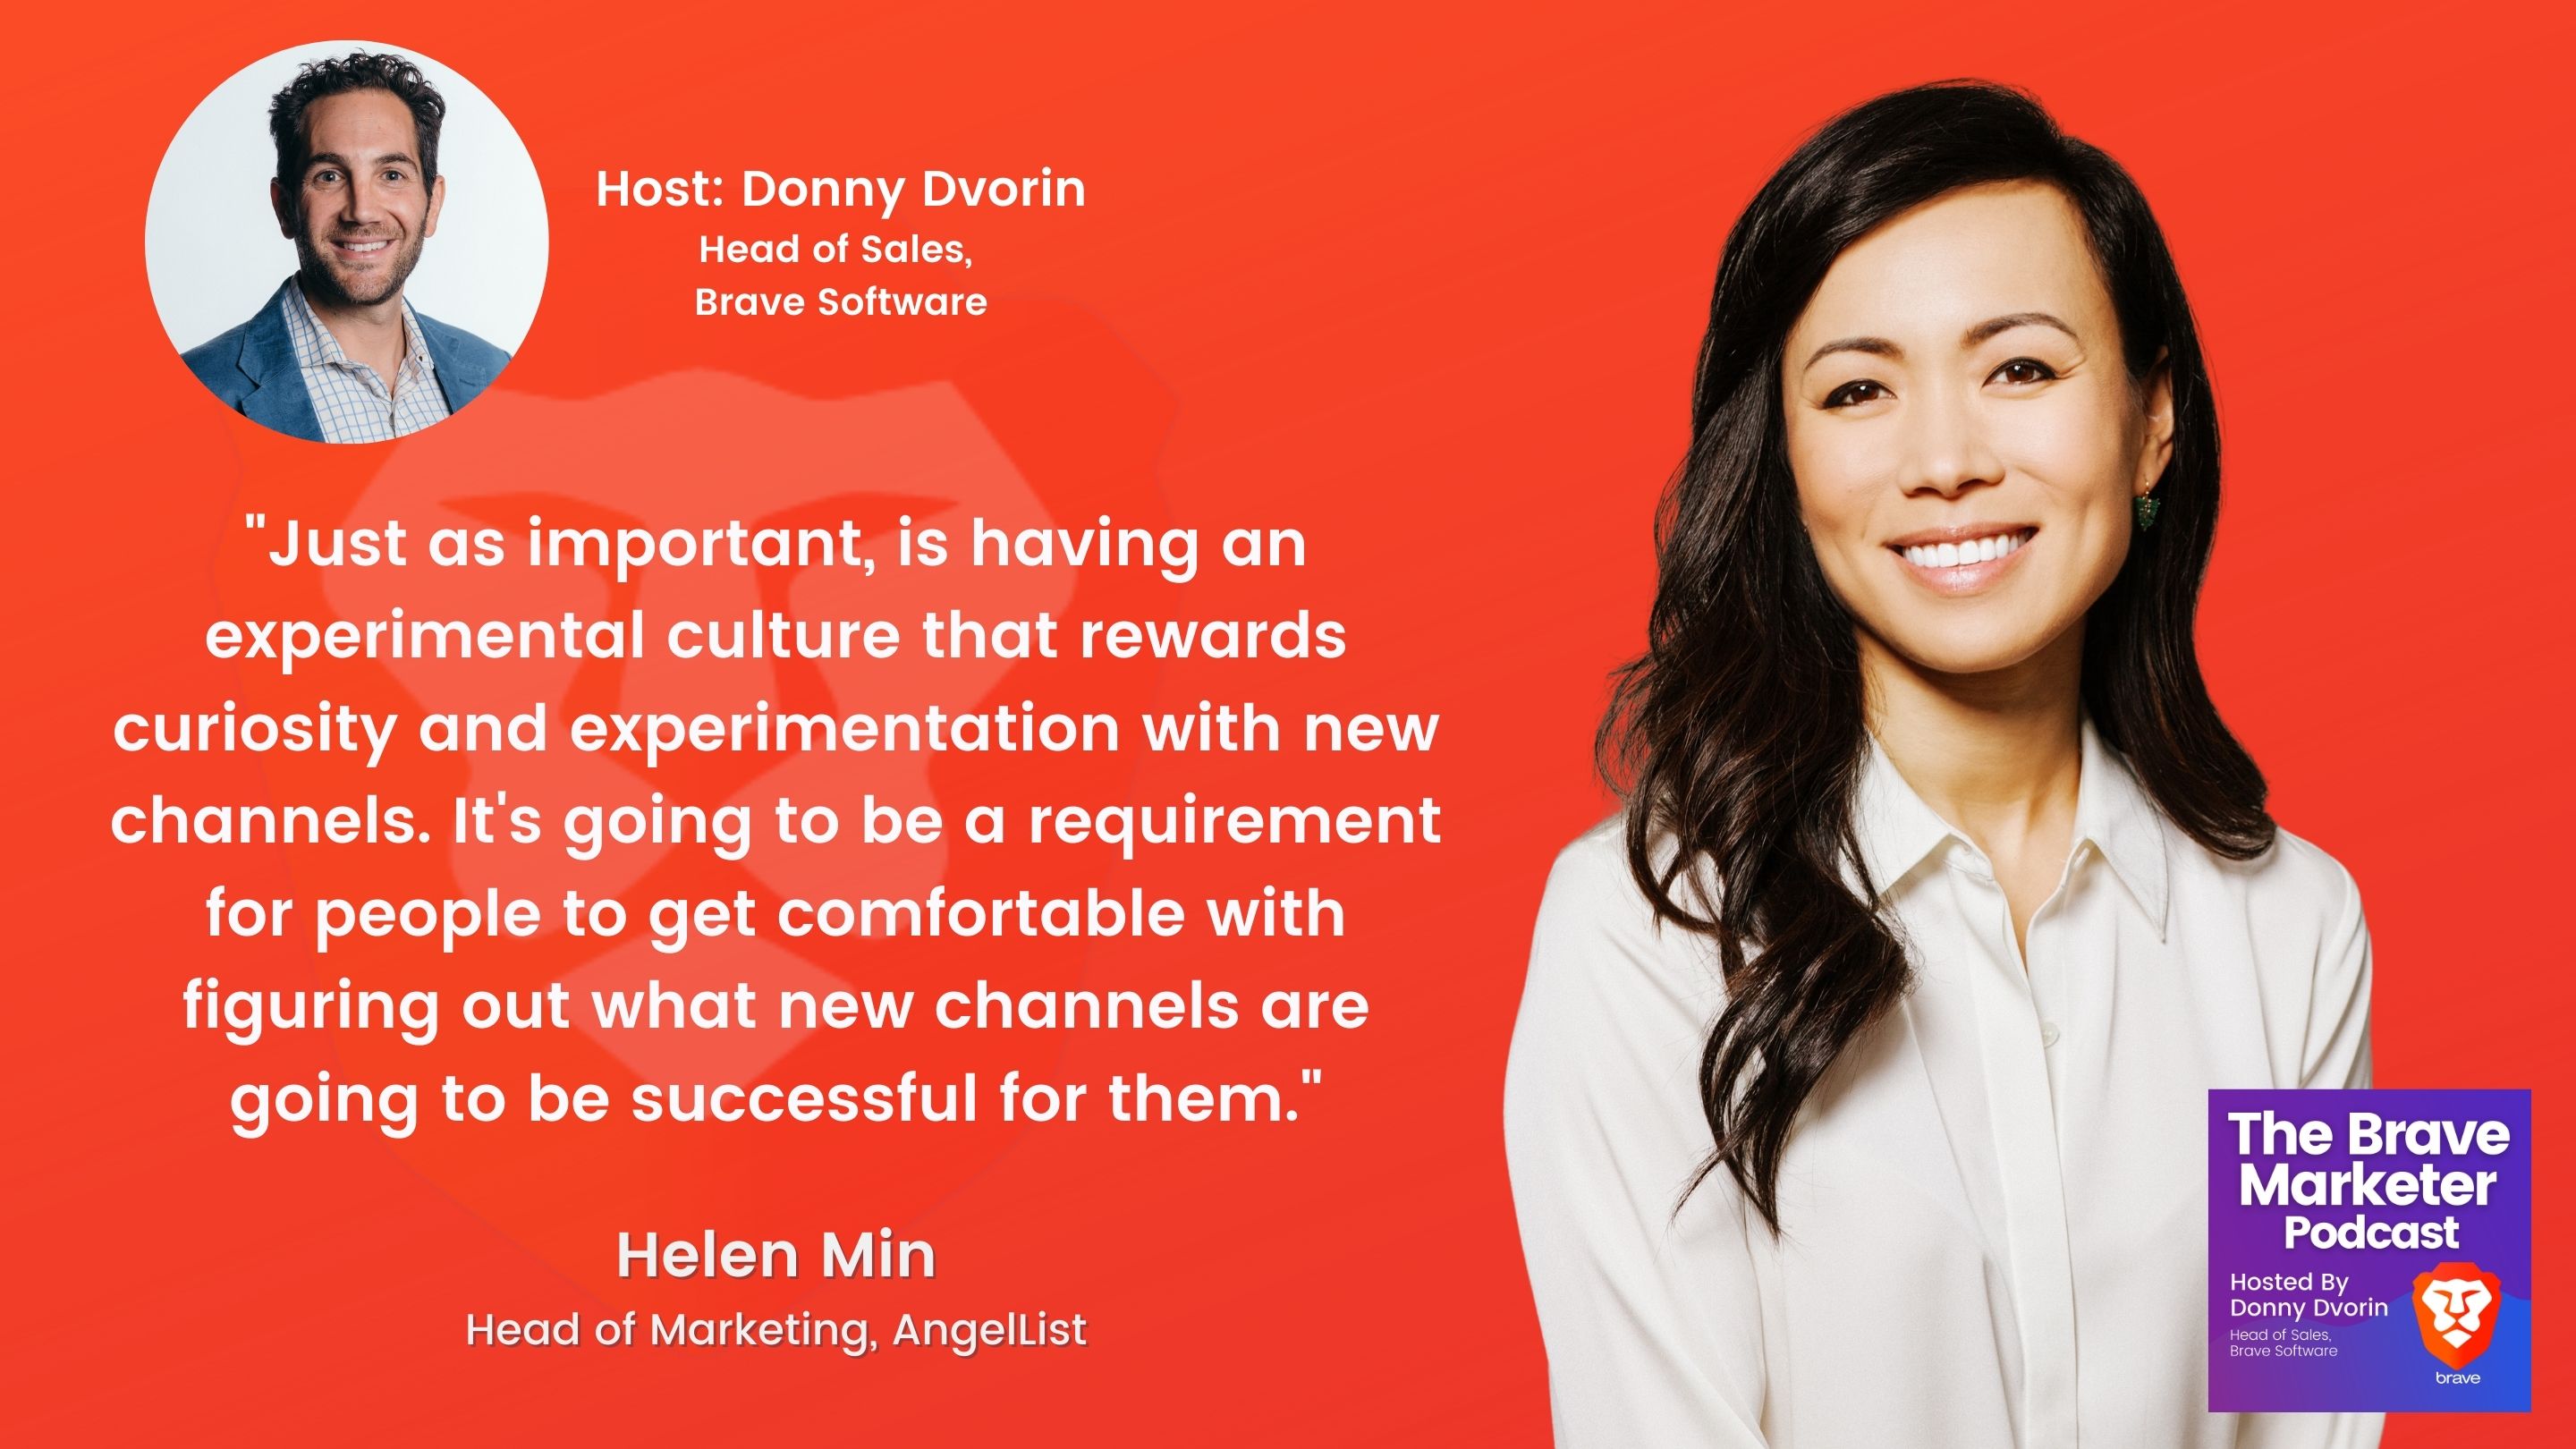 Host: Donny Dvorin
Head of Sales,
Brave Software
"Just as important, is having an
experimental culture that rewards
curiosity and experimentation with new
channels. It's going to be a requirement
for people to get comfortable with
figuring out what new channels are
going to be successful for them."
Helen Min
Head of Marketing, AngelList
The Brave
Marketer
Podcast
Hosted By
Donny Dvorin
Head of Sales,
Brave Software
brave